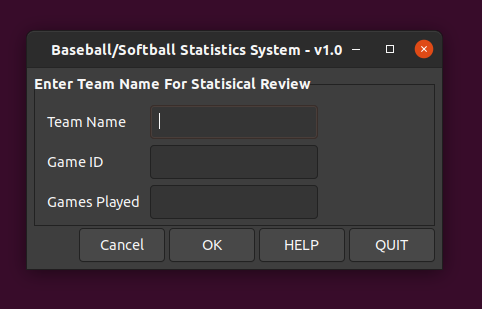 Baseball/Softball Statistics System - v1.0
Enter Team Name For Statisical Review
Team Name
Game ID
Games Played
Cancel OK HELP QUIT